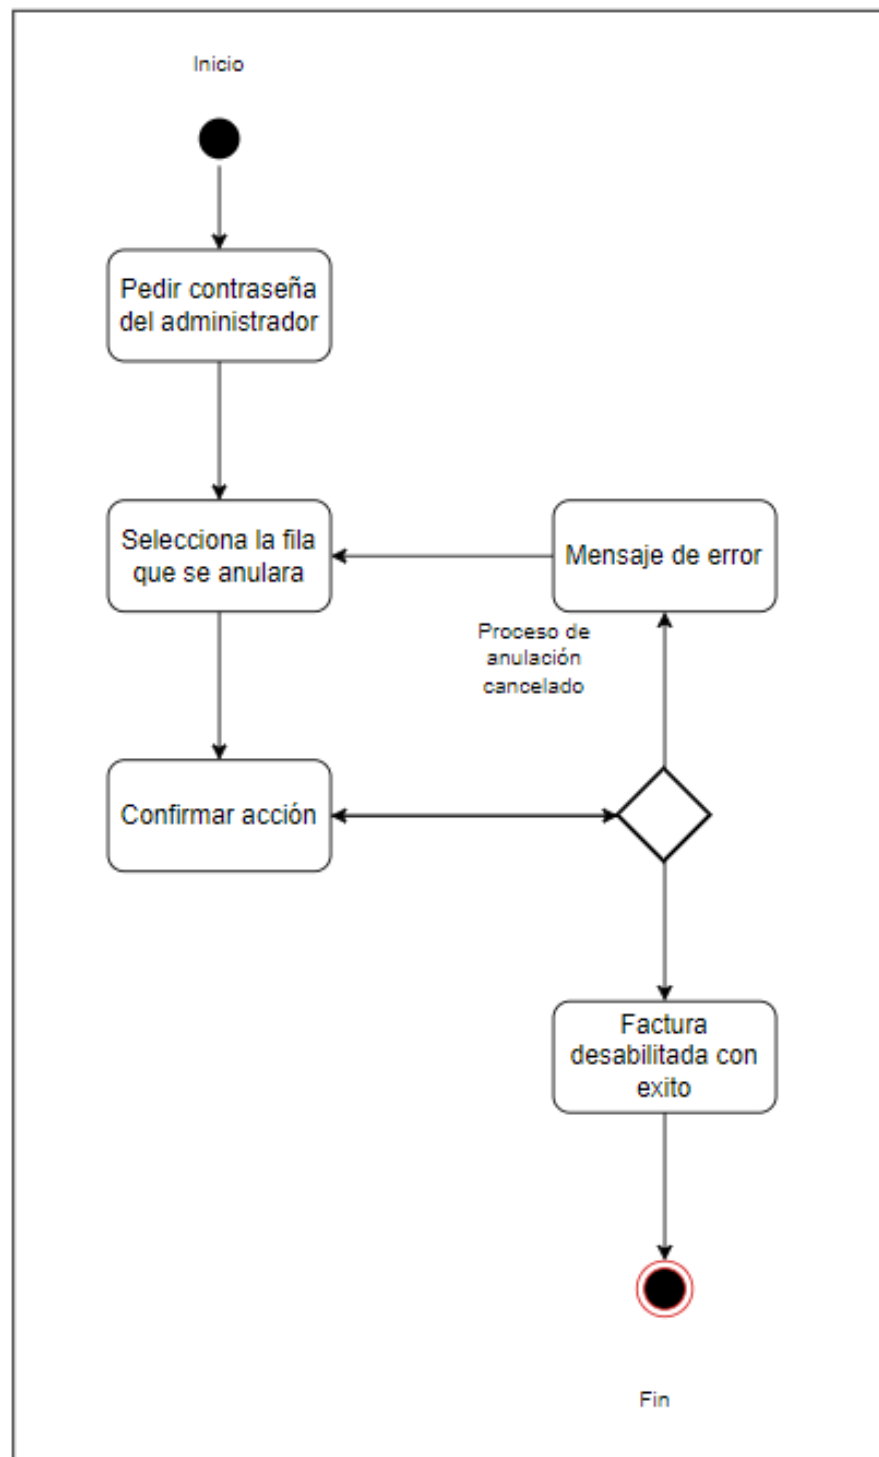 Inicio
Pedir contraseña
del administrador
Selecciona la fila
que se anulara
Mensaje de error
Proceso de
anulación
cancelado
Confirmar acción
Factura
desabilitada con
exito
Fin